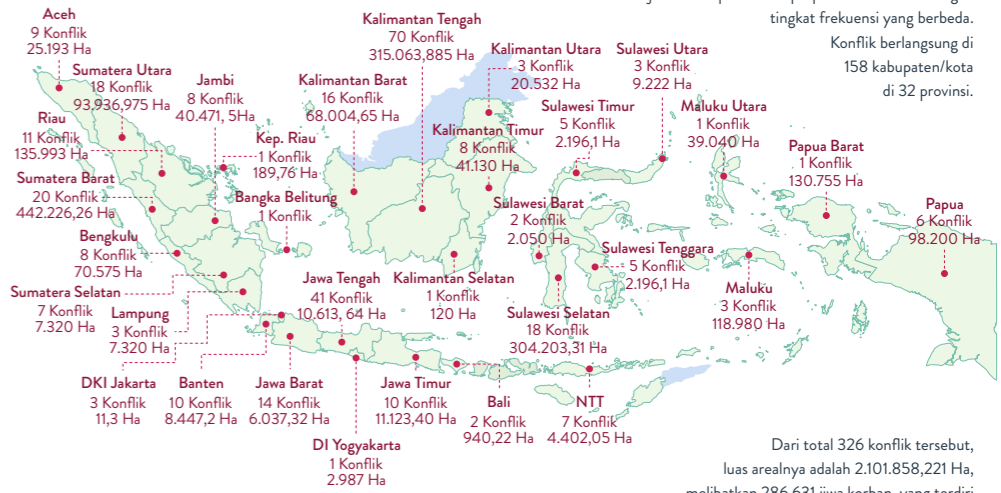 tingkat frekuensi yang berbeda.
Konflik berlangsung di
158 kabupaten/kota
di 32 provinsi.
Aceh
9 Konflik
25.193 Ha
Sumatera Utara
18 Konflik
93.936,975 Ha
Riau
11 Konflik
135.993 Ha
Sumatera Barat
20 Konflik
442.226,26 Ha
Bengkulu
8 Konflik
70.575 Ha
Sumatera Selatan
7 Konflik
7.320 Ha
Lampung
3 Konflik
7.320 Ha
Jambi
8 Konflik
40.471, 5Ha
Kep. Riau
1 Konflik
189,76 Ha
Bangka Belitung
1 Konflik
Kalimantan Barat
16 Konflik
68.004,65 Ha
Kalimantan Tengah
70 Konflik
315.063,885 Ha
Kalimantan Utara
3 Konflik
20.532 Ha
Kalimantan Timur
8 Konflik
41.130 Ha
Kalimantan Selatan
1 Konflik
120 Ha
Sulawesi Utara
3 Konflik
9.222 Ha
Sulawesi Timur
5 Konflik
2.196,1 Ha
Sulawesi Barat
2 Konflik
2.050 Ha
Sulawesi Tenggara
5 Konflik
2.196,1 Ha
Sulawesi Selatan
18 Konflik
304.203,31 Ha
Maluku Utara
1 Konflik
39.040 Ha
Maluku
3 Konflik
118.980 Ha
Papua Barat
1 Konflik
130.755 Ha
Papua
6 Konflik
98.200 Ha
DKI Jakarta
3 Konflik
11,3 Ha
Banten
10 Konflik
8.447,2 Ha
Jawa Barat
14 Konflik
6.037,32 Ha
Jawa Tengah
41 Konflik
10.613, 64 Ha
DI Yogyakarta
1 Konflik
2.987 Ha
Jawa Timur
10 Konflik
11.123,40 Ha
Bali
2 Konflik
940,22 Ha
NTT
7 Konflik
4.402,05 Ha
Dari total 326 konflik tersebut,
luas arealnya adalah 2.101.858,221 Ha,
melibatkan 286.631 jiwa korban, yang terdiri